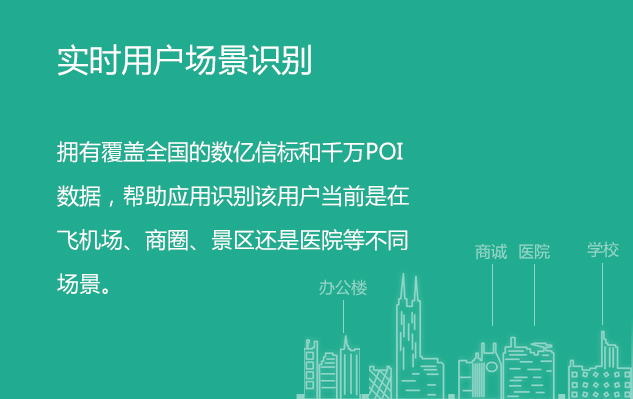 实时用户场景识别
拥有覆盖全国的数亿信标和千万POI
数据，帮助应用识别该用户当前是在
飞机场、商圈、景区还是医院等不同
场景。
商诚 医院 学校
办公楼